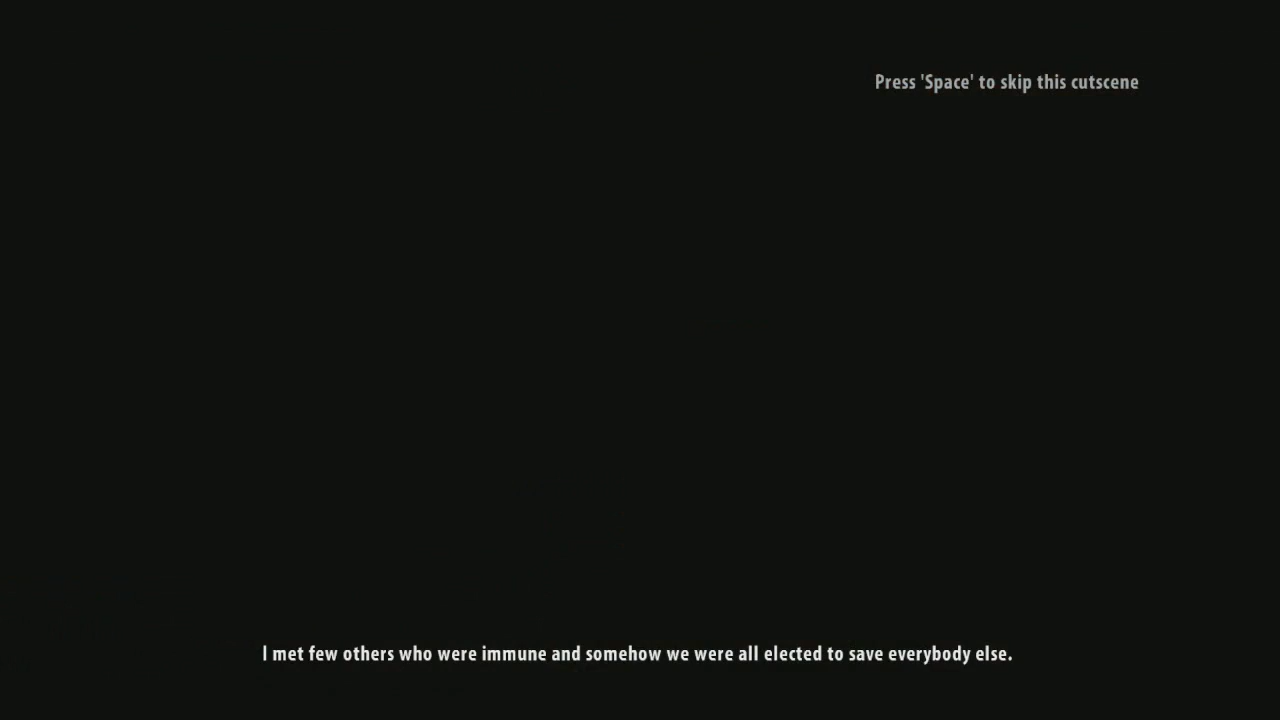 Press 'Space' to skip this cutscene
I met few others who were immune and somehow we were all elected to save everybody else.